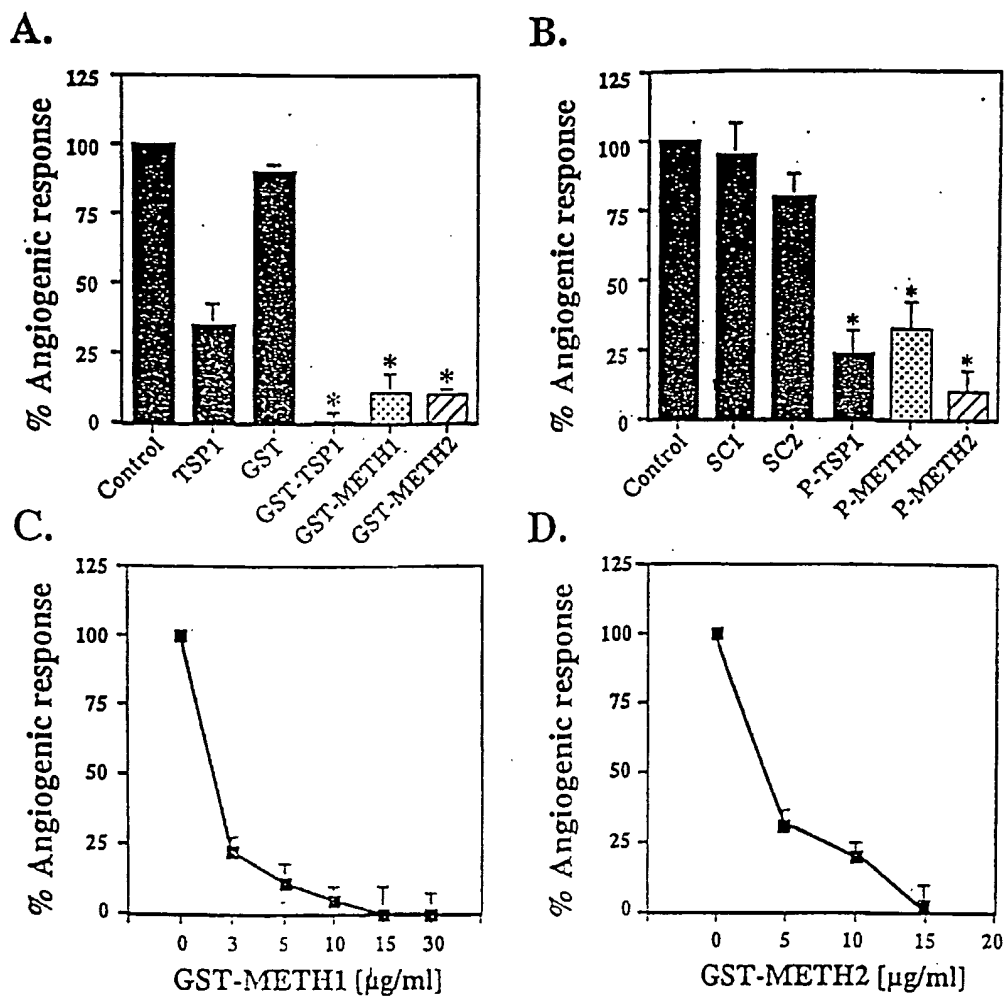 A.
% Angiogenic response
125
100
75
50
25
0
*
*
*
Control
TSP1
GST
GST-TSP1
GST-METH1
GST-METH2
B.
% Angiogenic response
125
100
75
50
25
0
*
*
*
Control
SC1
SC2
P-TSP1
P-METH1
P-METH2
C.
% Angiogenic response
125
100
75
50
25
0
0 3 5 10 15 30
GST-METH1 [µg/ml]
D.
% Angiogenic response
125
100
75
50
25
0
0 5 10 15 20
GST-METH2 [µg/ml]